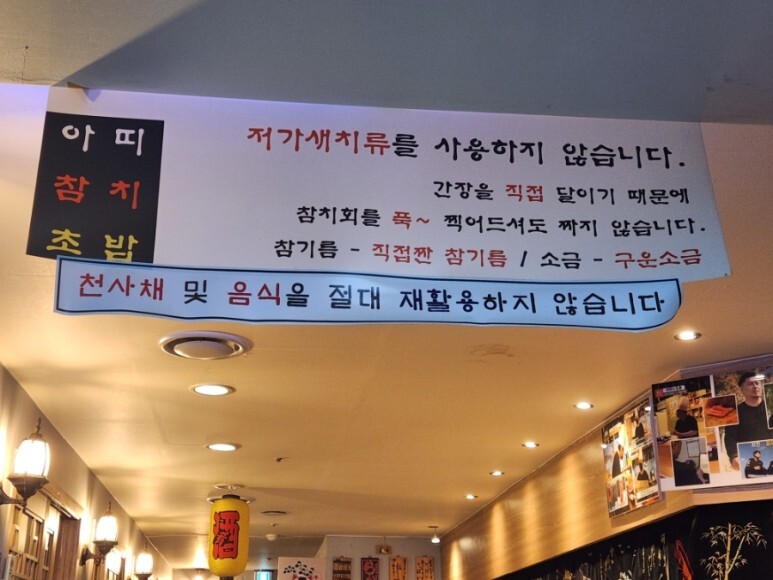 아띠
참치
초밥
저가새치류를 사용하지 않습니다.
간장을 직접 달이기 때문에
참치회를 푹~ 찍어드셔도 짜지 않습니다.
참기름 - 직접짠 참기름 / 소금 - 구운소금
천사채 및 음식을 절대 재활용하지 않습니다
酒